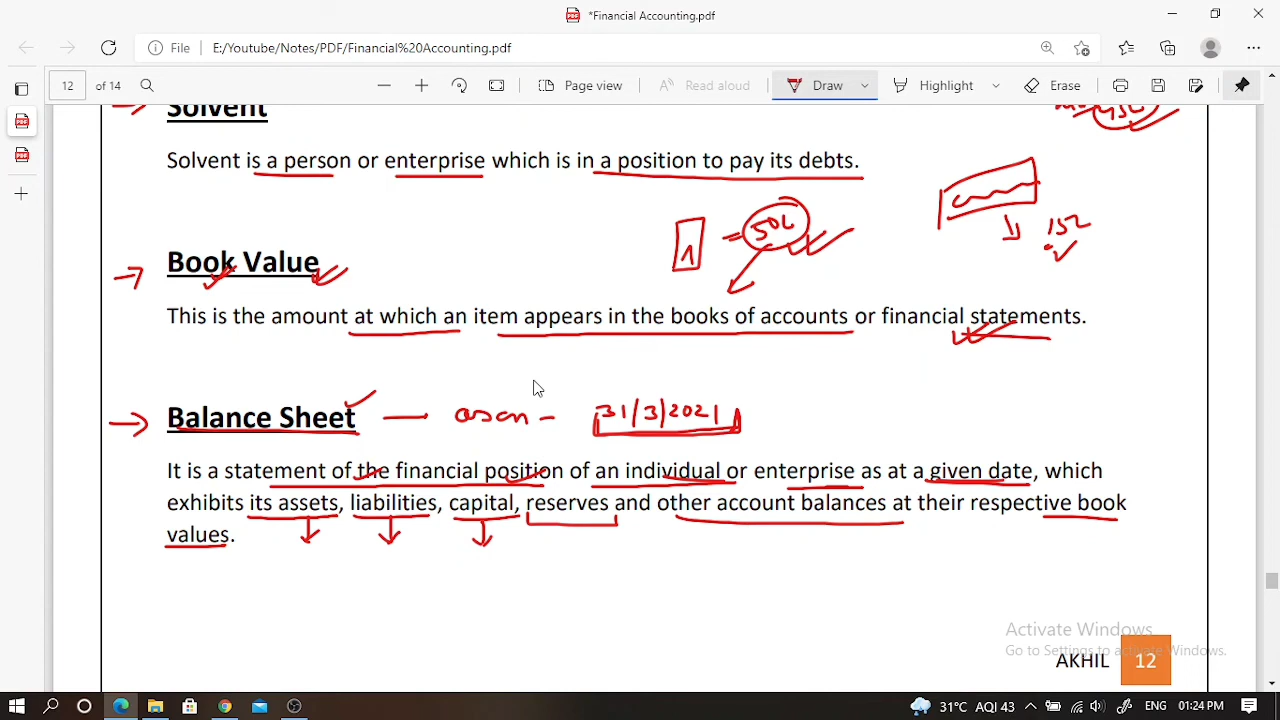 *Financial Accounting.pdf
File | E:/Youtube/Notes/PDF/Financial%20Accounting.pdf
12 of 14 Page view Read aloud Draw Highlight Erase
Solvent
Solvent is a person or enterprise which is in a position to pay its debts.
15L
1 = 50L
Book Value
This is the amount at which an item appears in the books of accounts or financial statements.
Balance Sheet — as on - 31/3/2021
It is a statement of the financial position of an individual or enterprise as at a given date, which
exhibits its assets, liabilities, capital, reserves and other account balances at their respective book
values.
Activate Windows
Go to Settings to activate Windows.
AKHIL 12
31°C AQI 43 ENG 01:24 PM